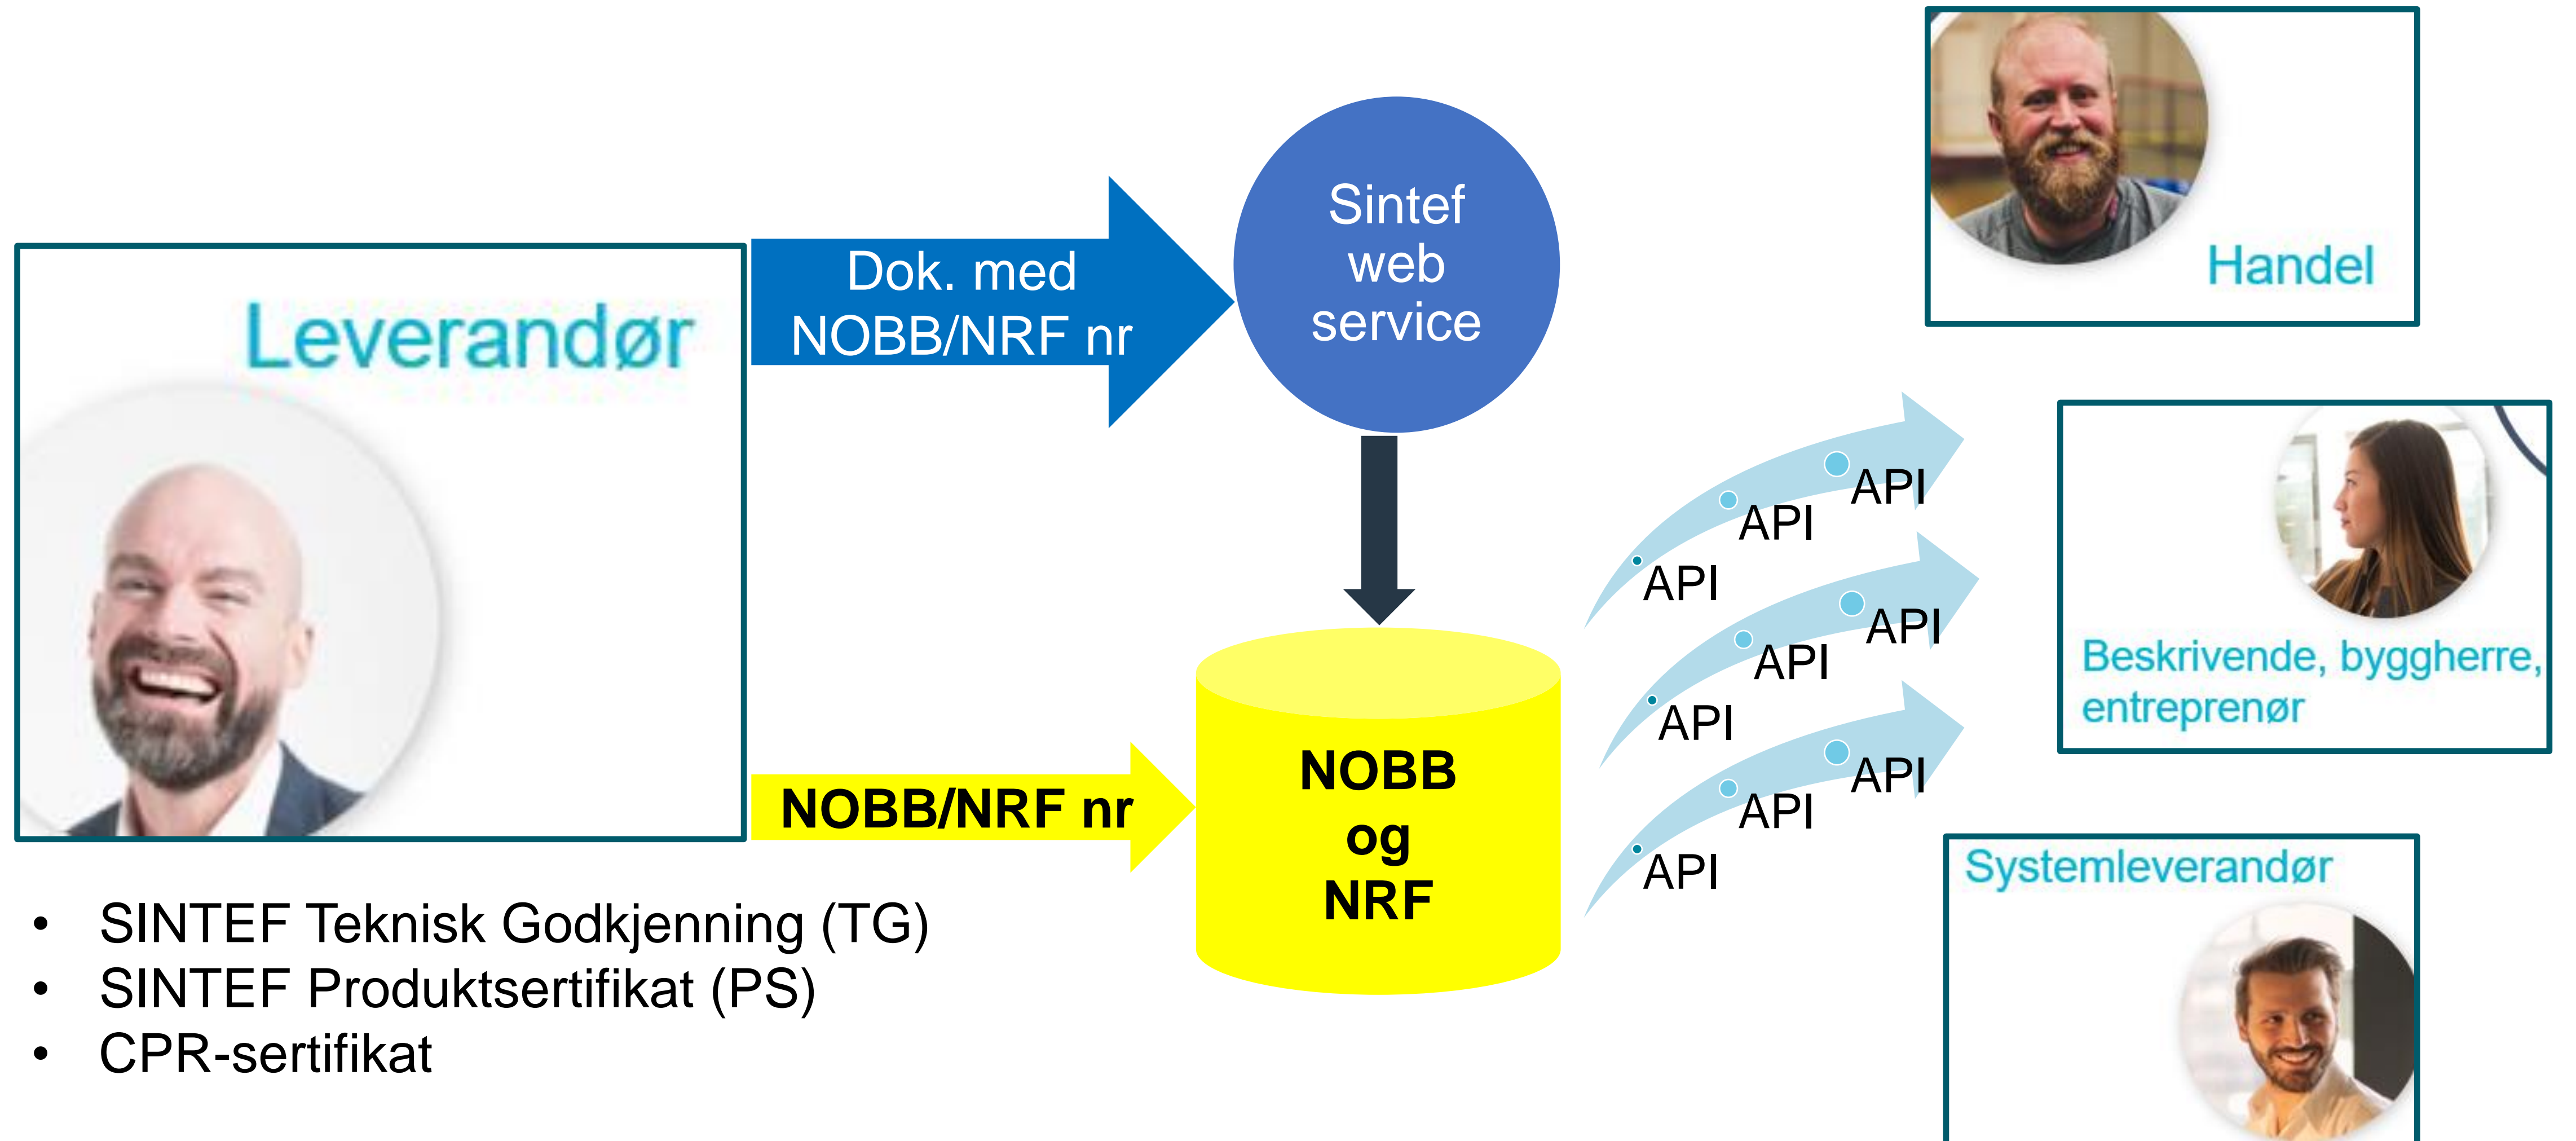 Leverandør
Dok. med
NOBB/NRF nr
Sintef
web
service
NOBB/NRF nr
NOBB
og
NRF
• SINTEF Teknisk Godkjenning (TG)
• SINTEF Produktsertifikat (PS)
• CPR-sertifikat
API
API
API
API
API
API
API
API
API
Handel
Beskrivende, byggherre,
entreprenør
Systemleverandør